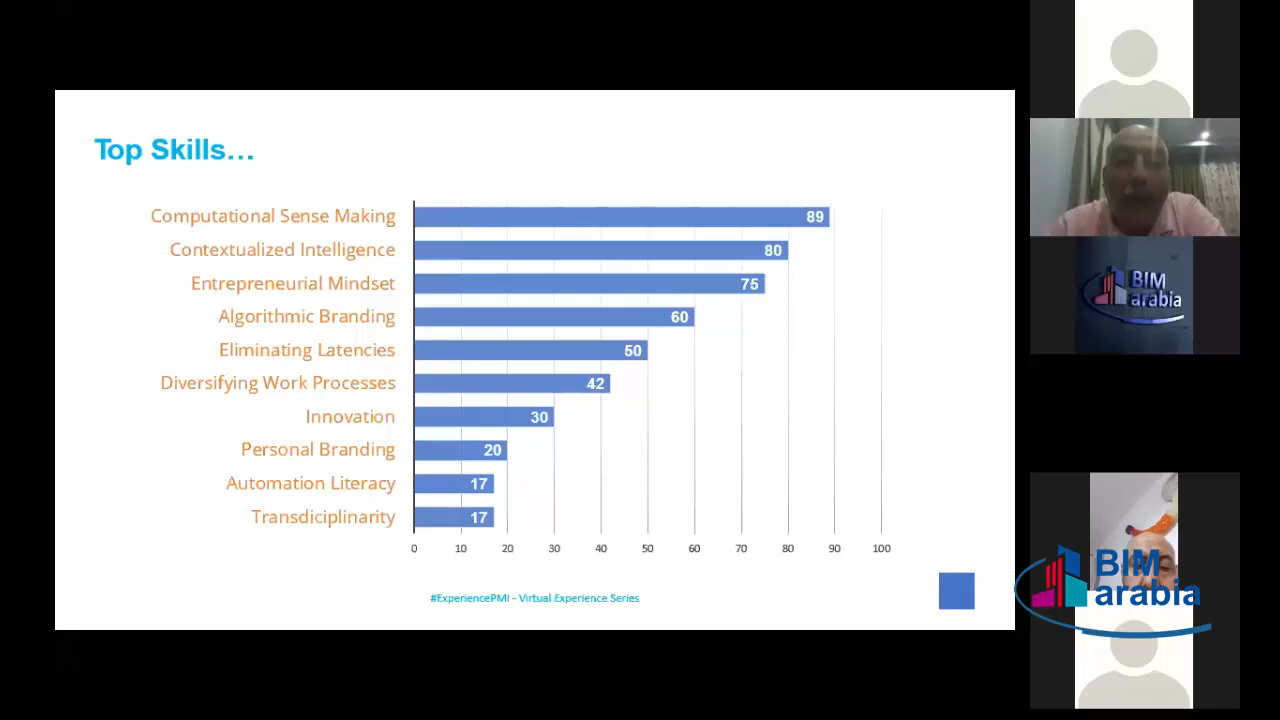 Top Skills…
Computational Sense Making 89
Contextualized Intelligence 80
Entrepreneurial Mindset 75
Algorithmic Branding 60
Eliminating Latencies 50
Diversifying Work Processes 42
Innovation 30
Personal Branding 20
Automation Literacy 17
Transdiciplinarity 17
0 10 20 30 40 50 60 70 80 90 100
#ExperiencePMI - Virtual Experience Series
BIM
arabia
BIM
arabia